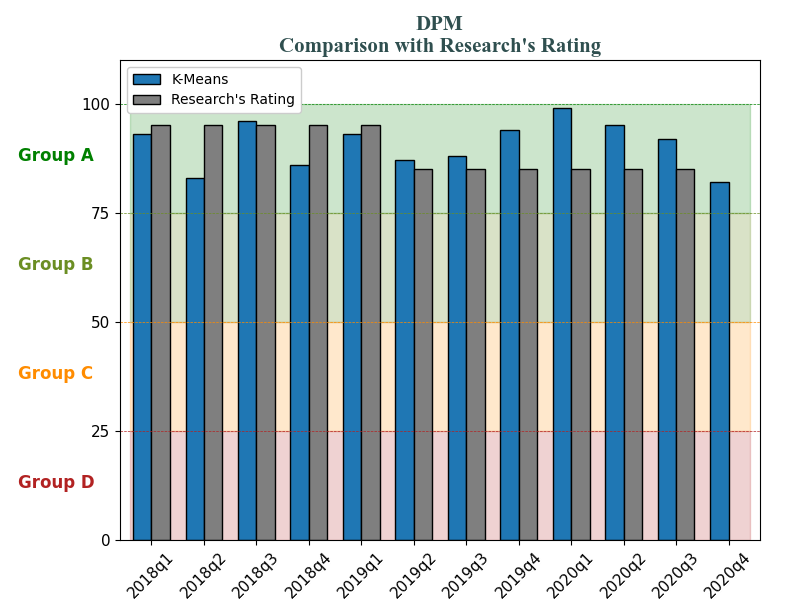 DPM
Comparison with Research's Rating
K-Means
Research's Rating
100
Group A
75
Group B
50
Group C
25
Group D
0
2018q1
2018q2
2018q3
2018q4
2019q1
2019q2
2019q3
2019q4
2020q1
2020q2
2020q3
2020q4